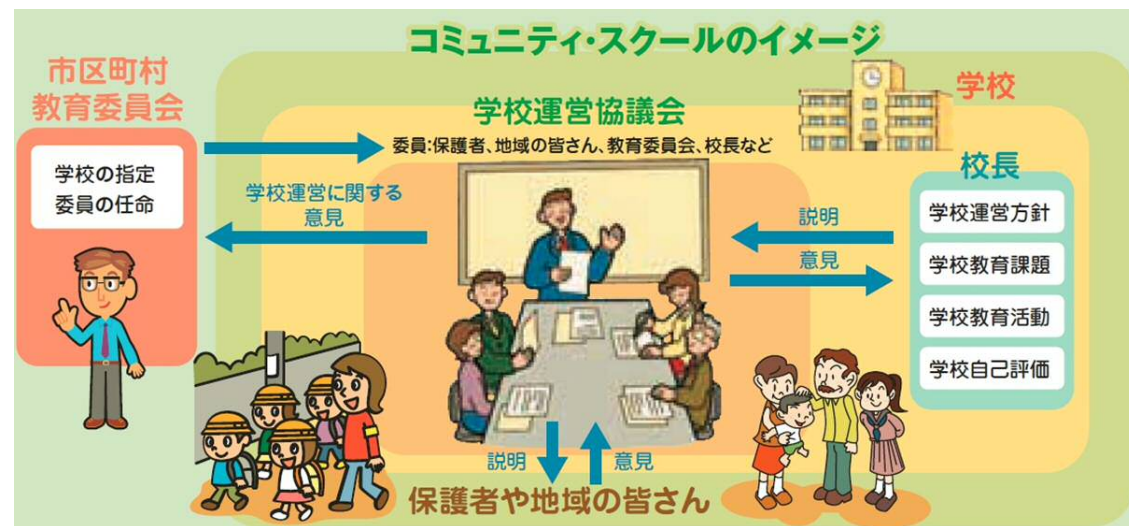 コミュニティ・スクールのイメージ
市区町村
教育委員会
学校の指定
委員の任命
学校運営協議会
委員:保護者、地域の皆さん、教育委員会、校長など
学校運営に関する
意見
学校
校長
学校運営方針
学校教育課題
学校教育活動
学校自己評価
説明
意見
説明
意見
保護者や地域の皆さん